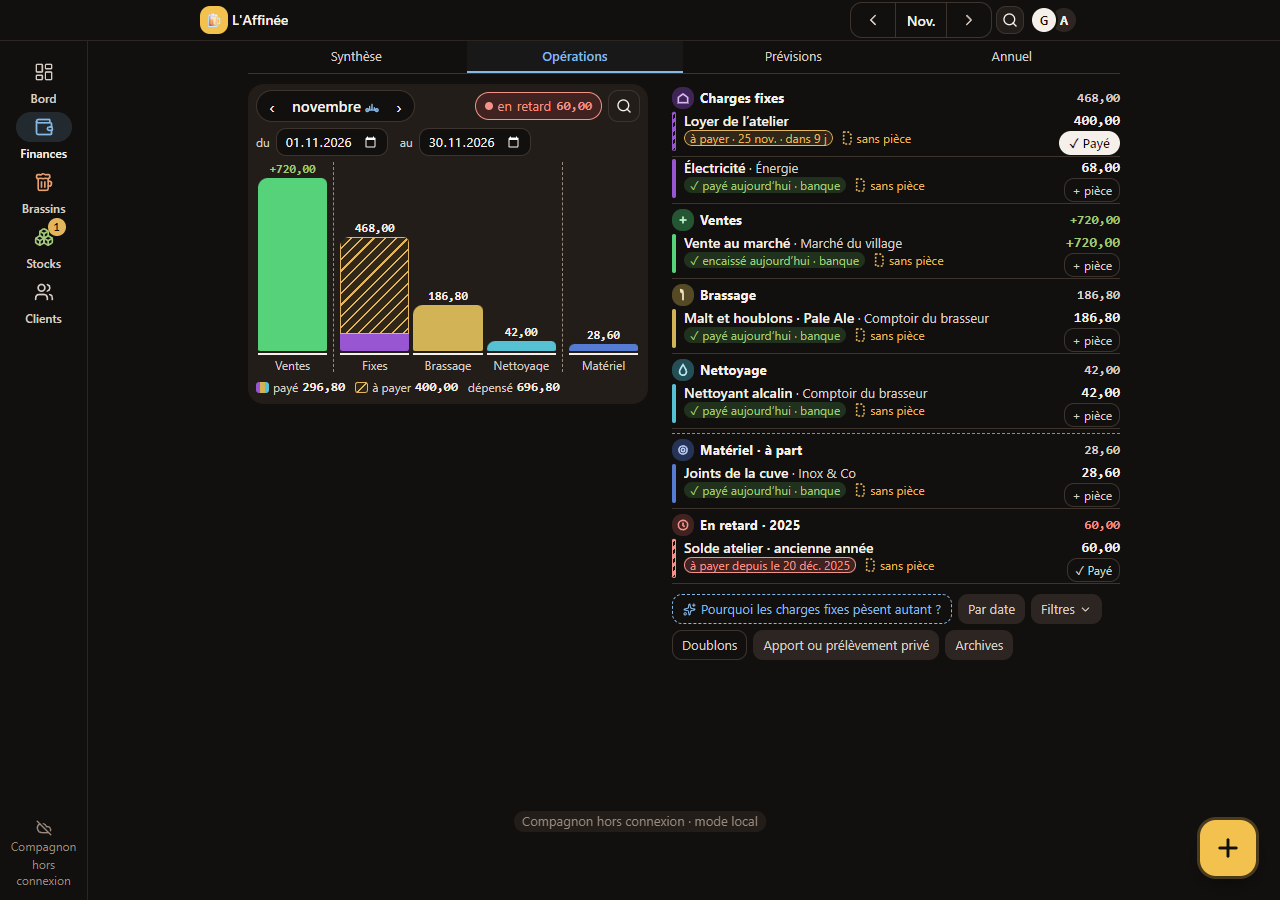 L'Affinée
Nov.
G A
Bord
Finances
Brassins
1
Stocks
Clients
Compagnon
hors
connexion
Synthèse
Opérations
Prévisions
Annuel
novembre
en retard 60,00
du 01.11.2026 au 30.11.2026
+720,00
468,00
186,80
42,00
28,60
Ventes
Fixes
Brassage
Nettoyage
Matériel
payé 296,80 à payer 400,00 dépensé 696,80
Charges fixes 468,00
Loyer de l’atelier 400,00
à payer · 25 nov. · dans 9 j sans pièce ✓ Payé
Électricité · Énergie 68,00
✓ payé aujourd’hui · banque sans pièce + pièce
Ventes +720,00
Vente au marché · Marché du village +720,00
✓ encaissé aujourd’hui · banque sans pièce + pièce
Brassage 186,80
Malt et houblons · Pale Ale · Comptoir du brasseur 186,80
✓ payé aujourd’hui · banque sans pièce + pièce
Nettoyage 42,00
Nettoyant alcalin · Comptoir du brasseur 42,00
✓ payé aujourd’hui · banque sans pièce + pièce
Matériel · à part 28,60
Joints de la cuve · Inox & Co 28,60
✓ payé aujourd’hui · banque sans pièce + pièce
En retard · 2025 60,00
Solde atelier · ancienne année 60,00
à payer depuis le 20 déc. 2025 sans pièce ✓ Payé
Pourquoi les charges fixes pèsent autant ? Par date Filtres
Doublons Apport ou prélèvement privé Archives
Compagnon hors connexion · mode local
+